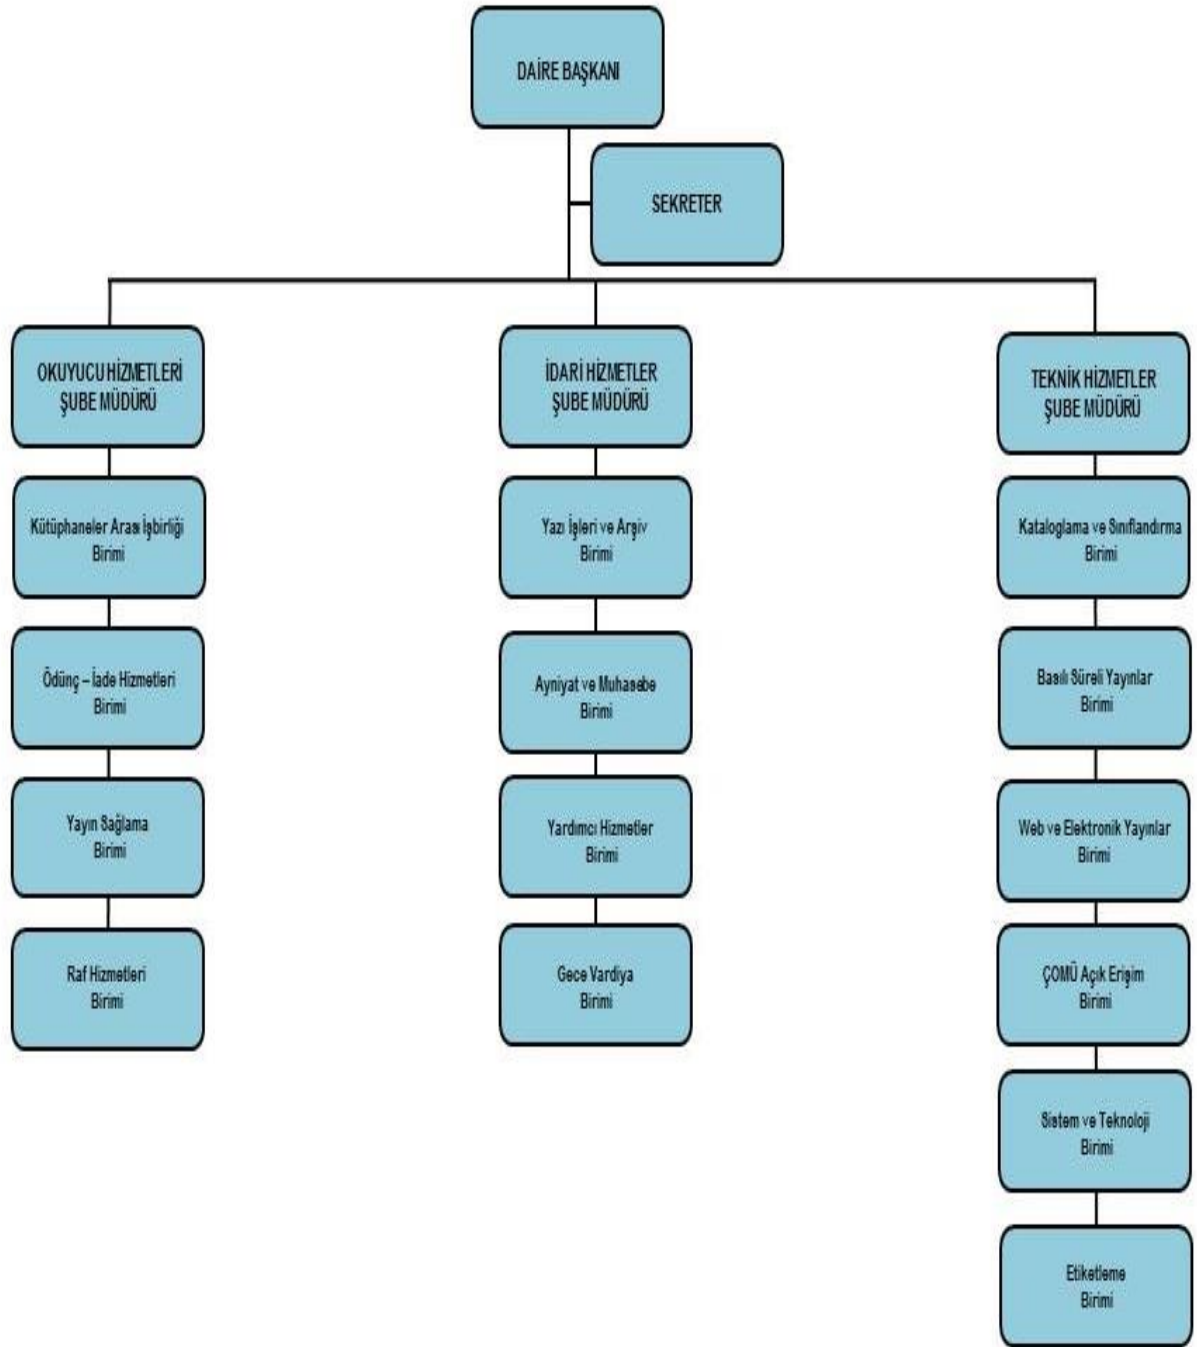 DAİRE BAŞKANI
SEKRETER
OKUYUCU HİZMETLERİ
ŞUBE MÜDÜRÜ
Kütüphaneler Arası İşbirliği
Birimi
Ödünç – İade Hizmetleri
Birimi
Yayın Sağlama
Birimi
Raf Hizmetleri
Birimi
İDARİ HİZMETLER
ŞUBE MÜDÜRÜ
Yazı İşleri ve Arşiv
Birimi
Ayniyat ve Muhasebe
Birimi
Yardımcı Hizmetler
Birimi
Gece Vardiya
Birimi
TEKNİK HİZMETLER
ŞUBE MÜDÜRÜ
Kataloglama ve Sınıflandırma
Birimi
Basılı Süreli Yayınlar
Birimi
Web ve Elektronik Yayınlar
Birimi
ÇOMÜ Açık Erişim
Birimi
Sistem ve Teknoloji
Birimi
Etiketleme
Birimi